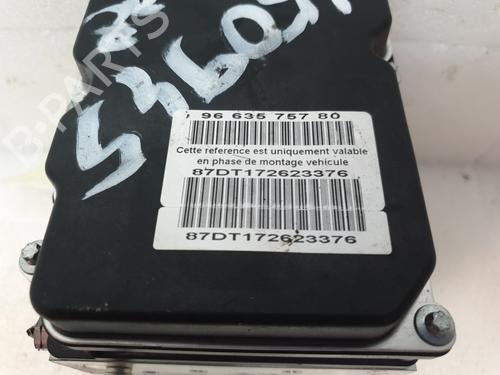 96 635 757 80
Cette reference est uniquement valable
en phase de montage vehicule
87DT172623376
87DT172623376
B-PARTS